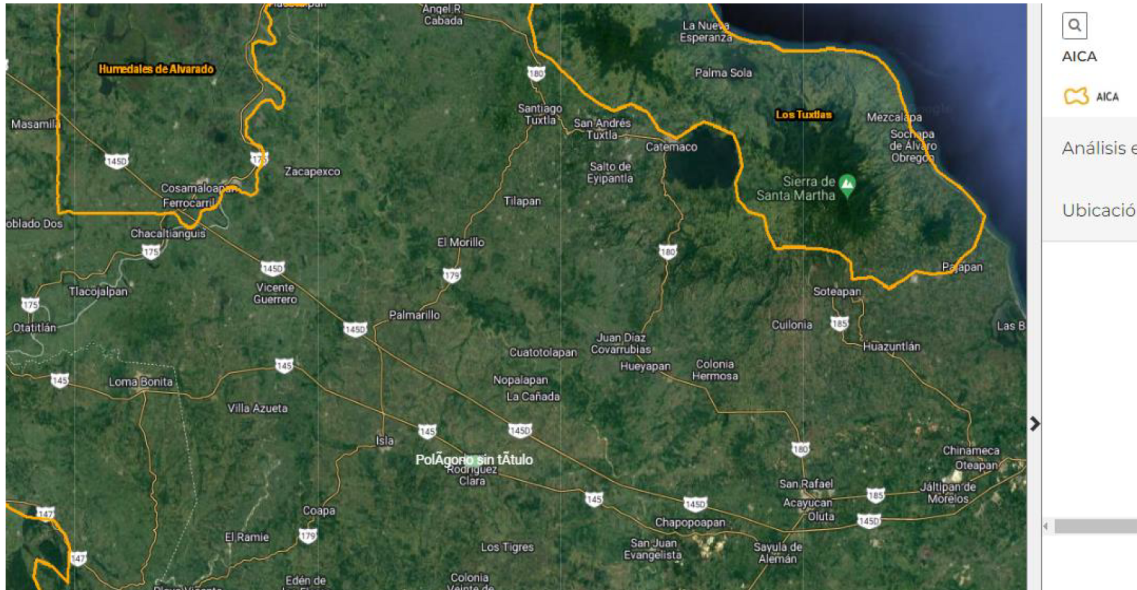 Angel R.
Cabada
La Nueva
Esperanza
Humedales de Alvarado
180
Palma Sola
Santiago
Tuxtla
San Andrés
Tuxtla
Los Tuxtlas
Mezcalapa
Masamila
Sochapa
de Álvaro
Obregón
Catemaco
145D
175
Zacapexco
Salto de
Eyipantla
Sierra de
Santa Martha
Cosamaloapan
Ferrocarril
Tilapan
oblado Dos
Chacaltianguis
El Morillo
175
180
145D
179
Pajapan
Tlacojalpan
Vicente
Guerrero
Soteapan
175
Otatitlán
Palmarillo
145D
Cuilonia
185
Las B
Juan Díaz
Covarrubias
Huazuntlán
Cuatotolapan
Hueyapan
Colonia
Hermosa
145
145
Loma Bonita
Nopalapan
La Cañada
Villa Azueta
Isla
145
145D
PolÃgono sin tÃtulo
Rodríguez
Clara
180
Chinameca
Oteapan
San Rafael
Jáltipan de
Morelos
185
145
145D
Acayucan
Oluta
Coapa
147
Chapopoapan
145D
El Ramie
179
Los Tigres
San Juan
Evangelista
Sayula de
Alemán
147
Edén de
Colonia
AICA
AICA
Análisis e
Ubicació